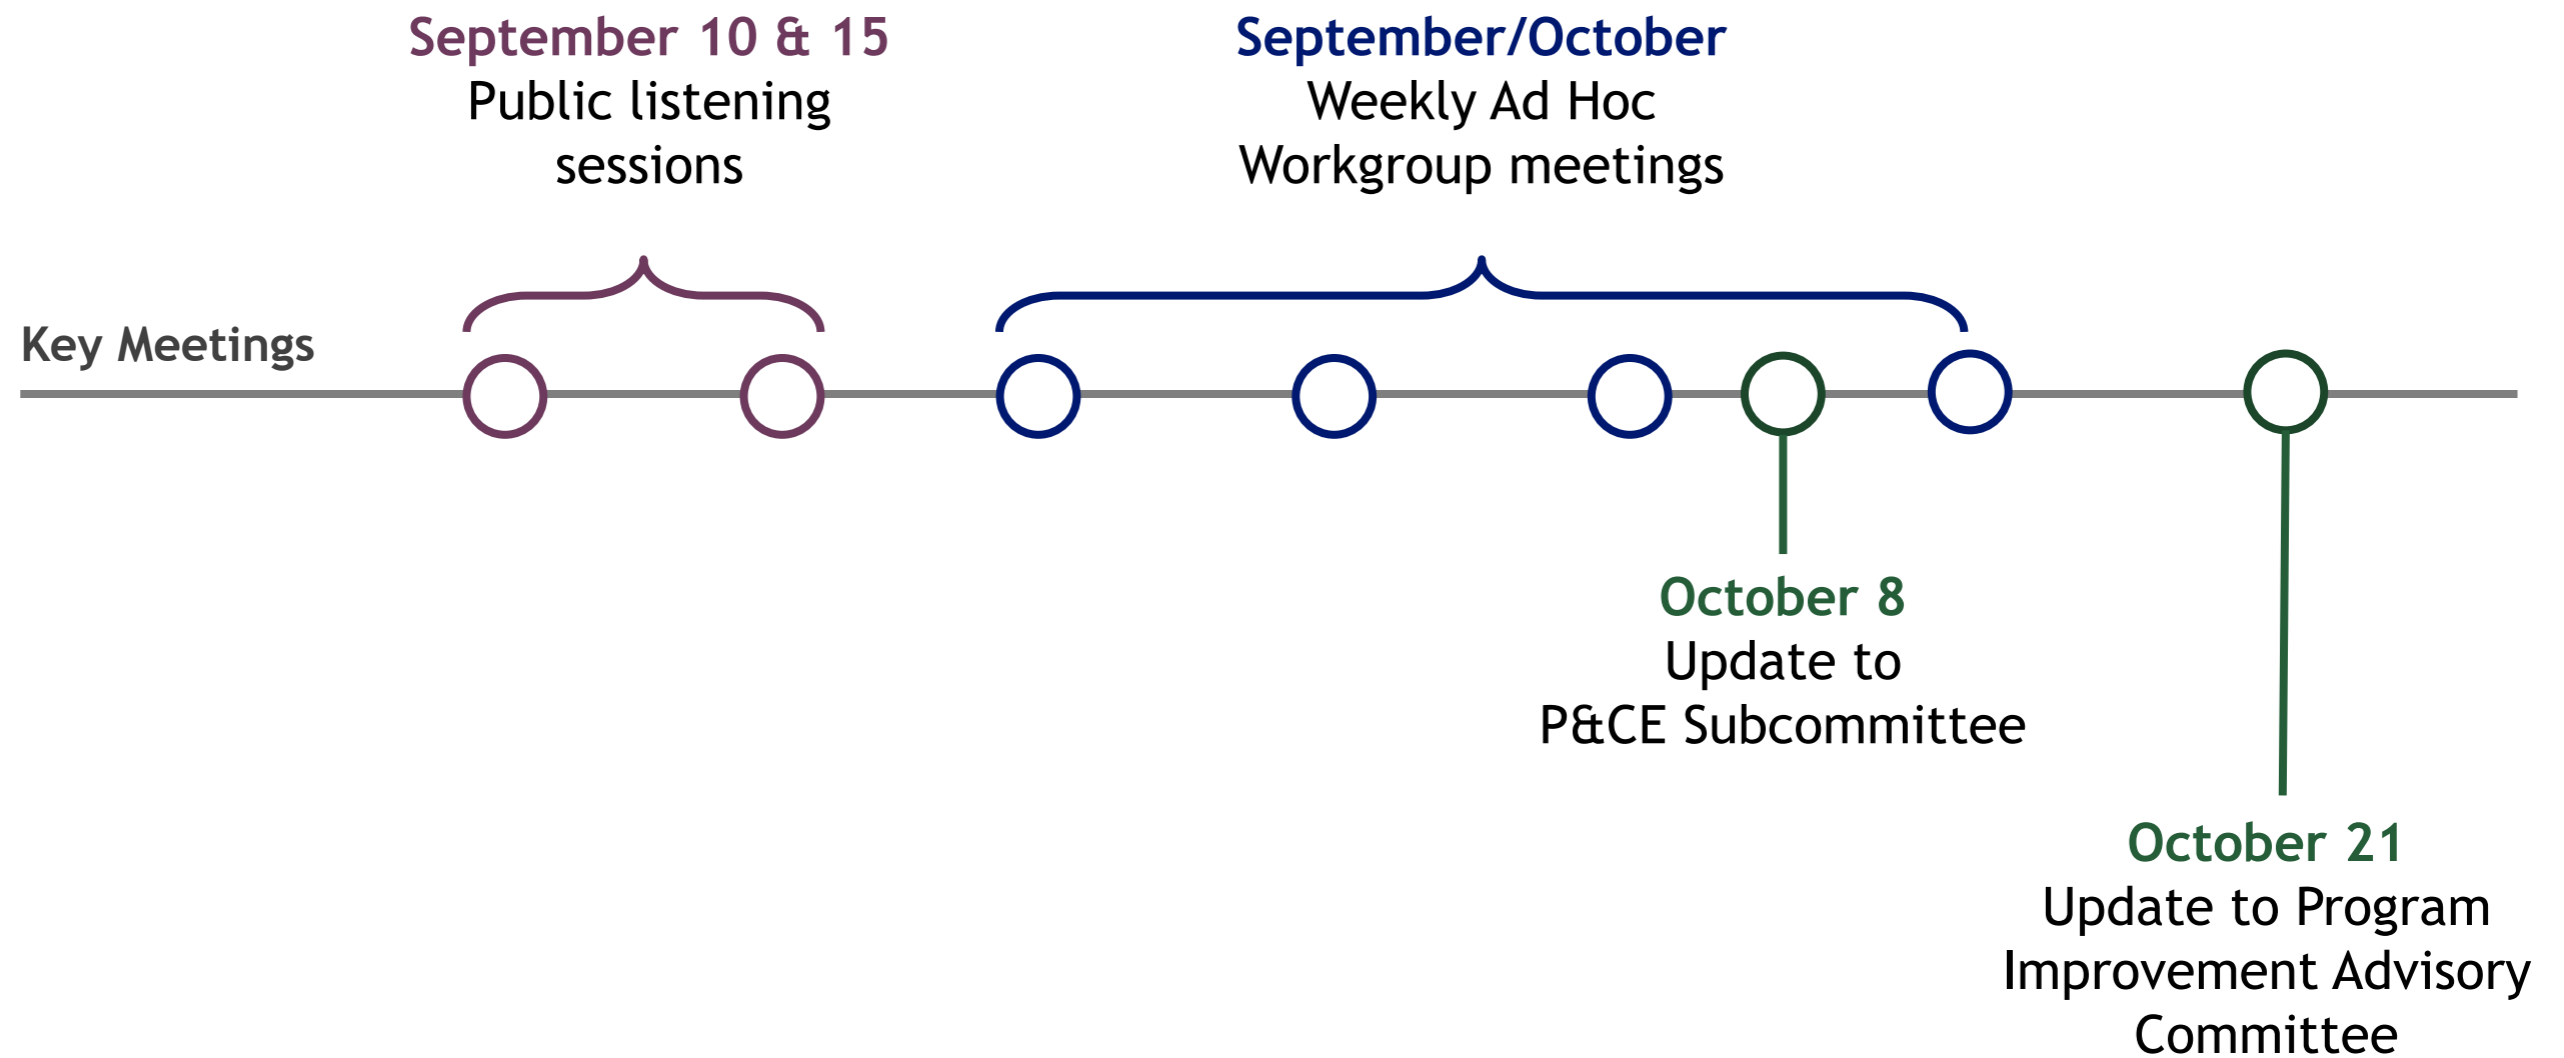 September 10 & 15
Public listening
sessions
September/October
Weekly Ad Hoc
Workgroup meetings
Key Meetings
October 8
Update to
P&CE Subcommittee
October 21
Update to Program
Improvement Advisory
Committee